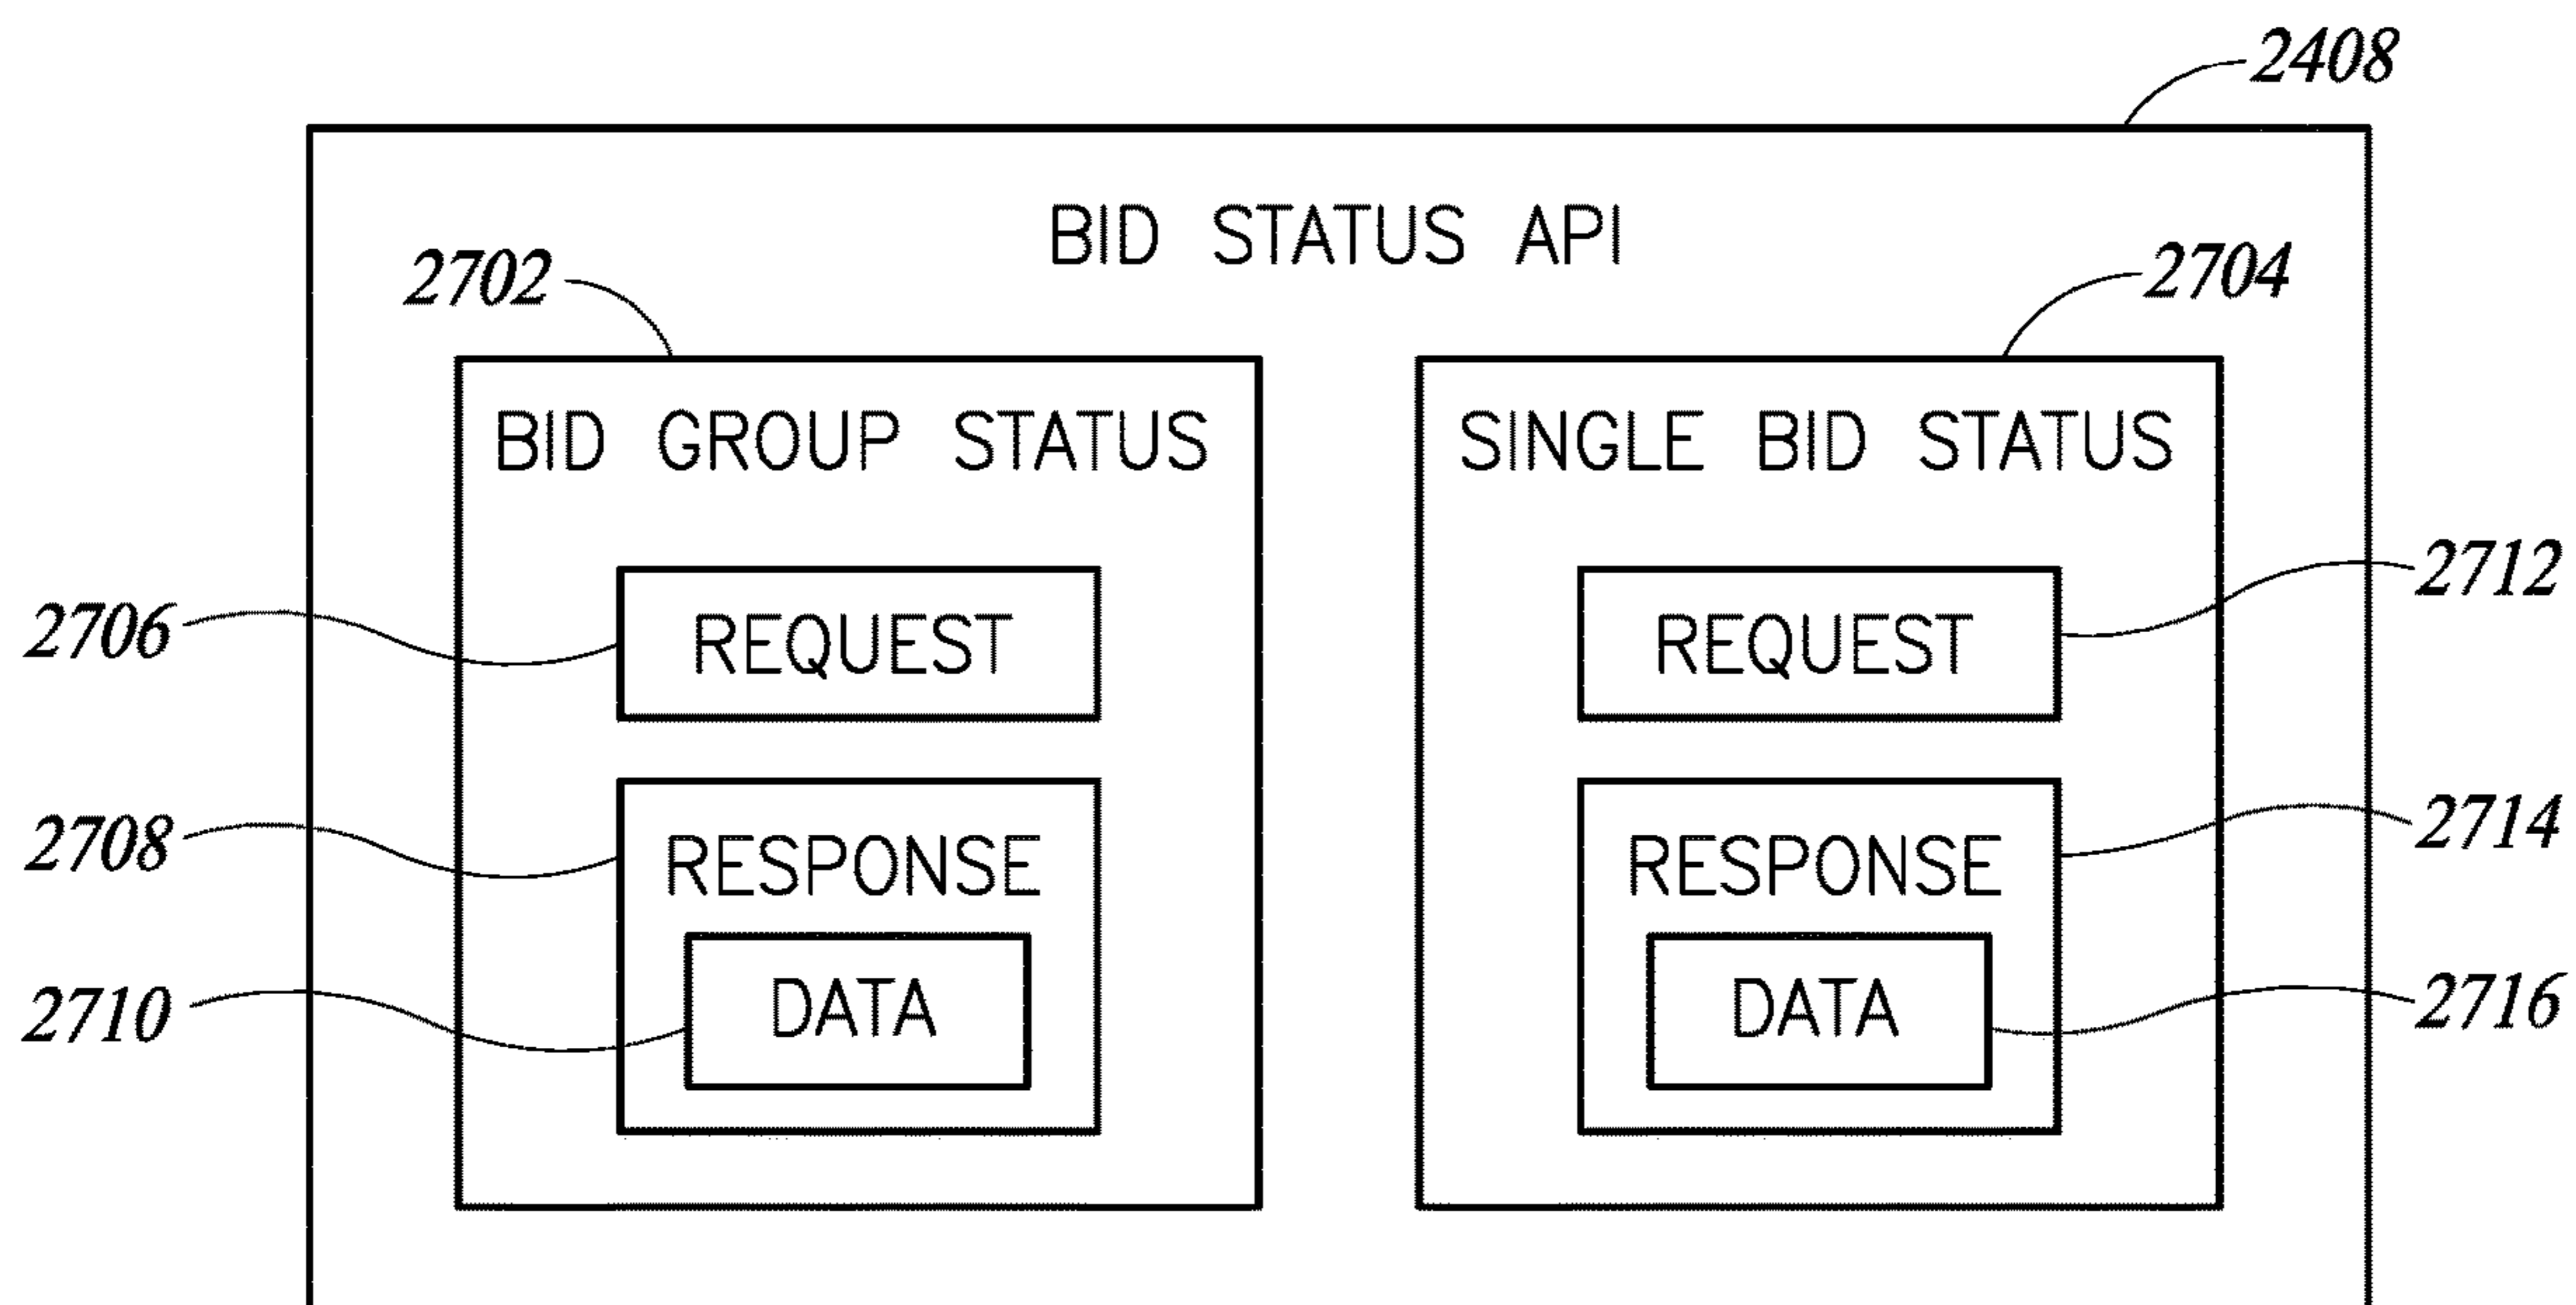 2408
BID STATUS API
2702
2704
BID GROUP STATUS
SINGLE BID STATUS
2706
REQUEST
REQUEST
2712
2708
RESPONSE
RESPONSE
2714
2710
DATA
DATA
2716